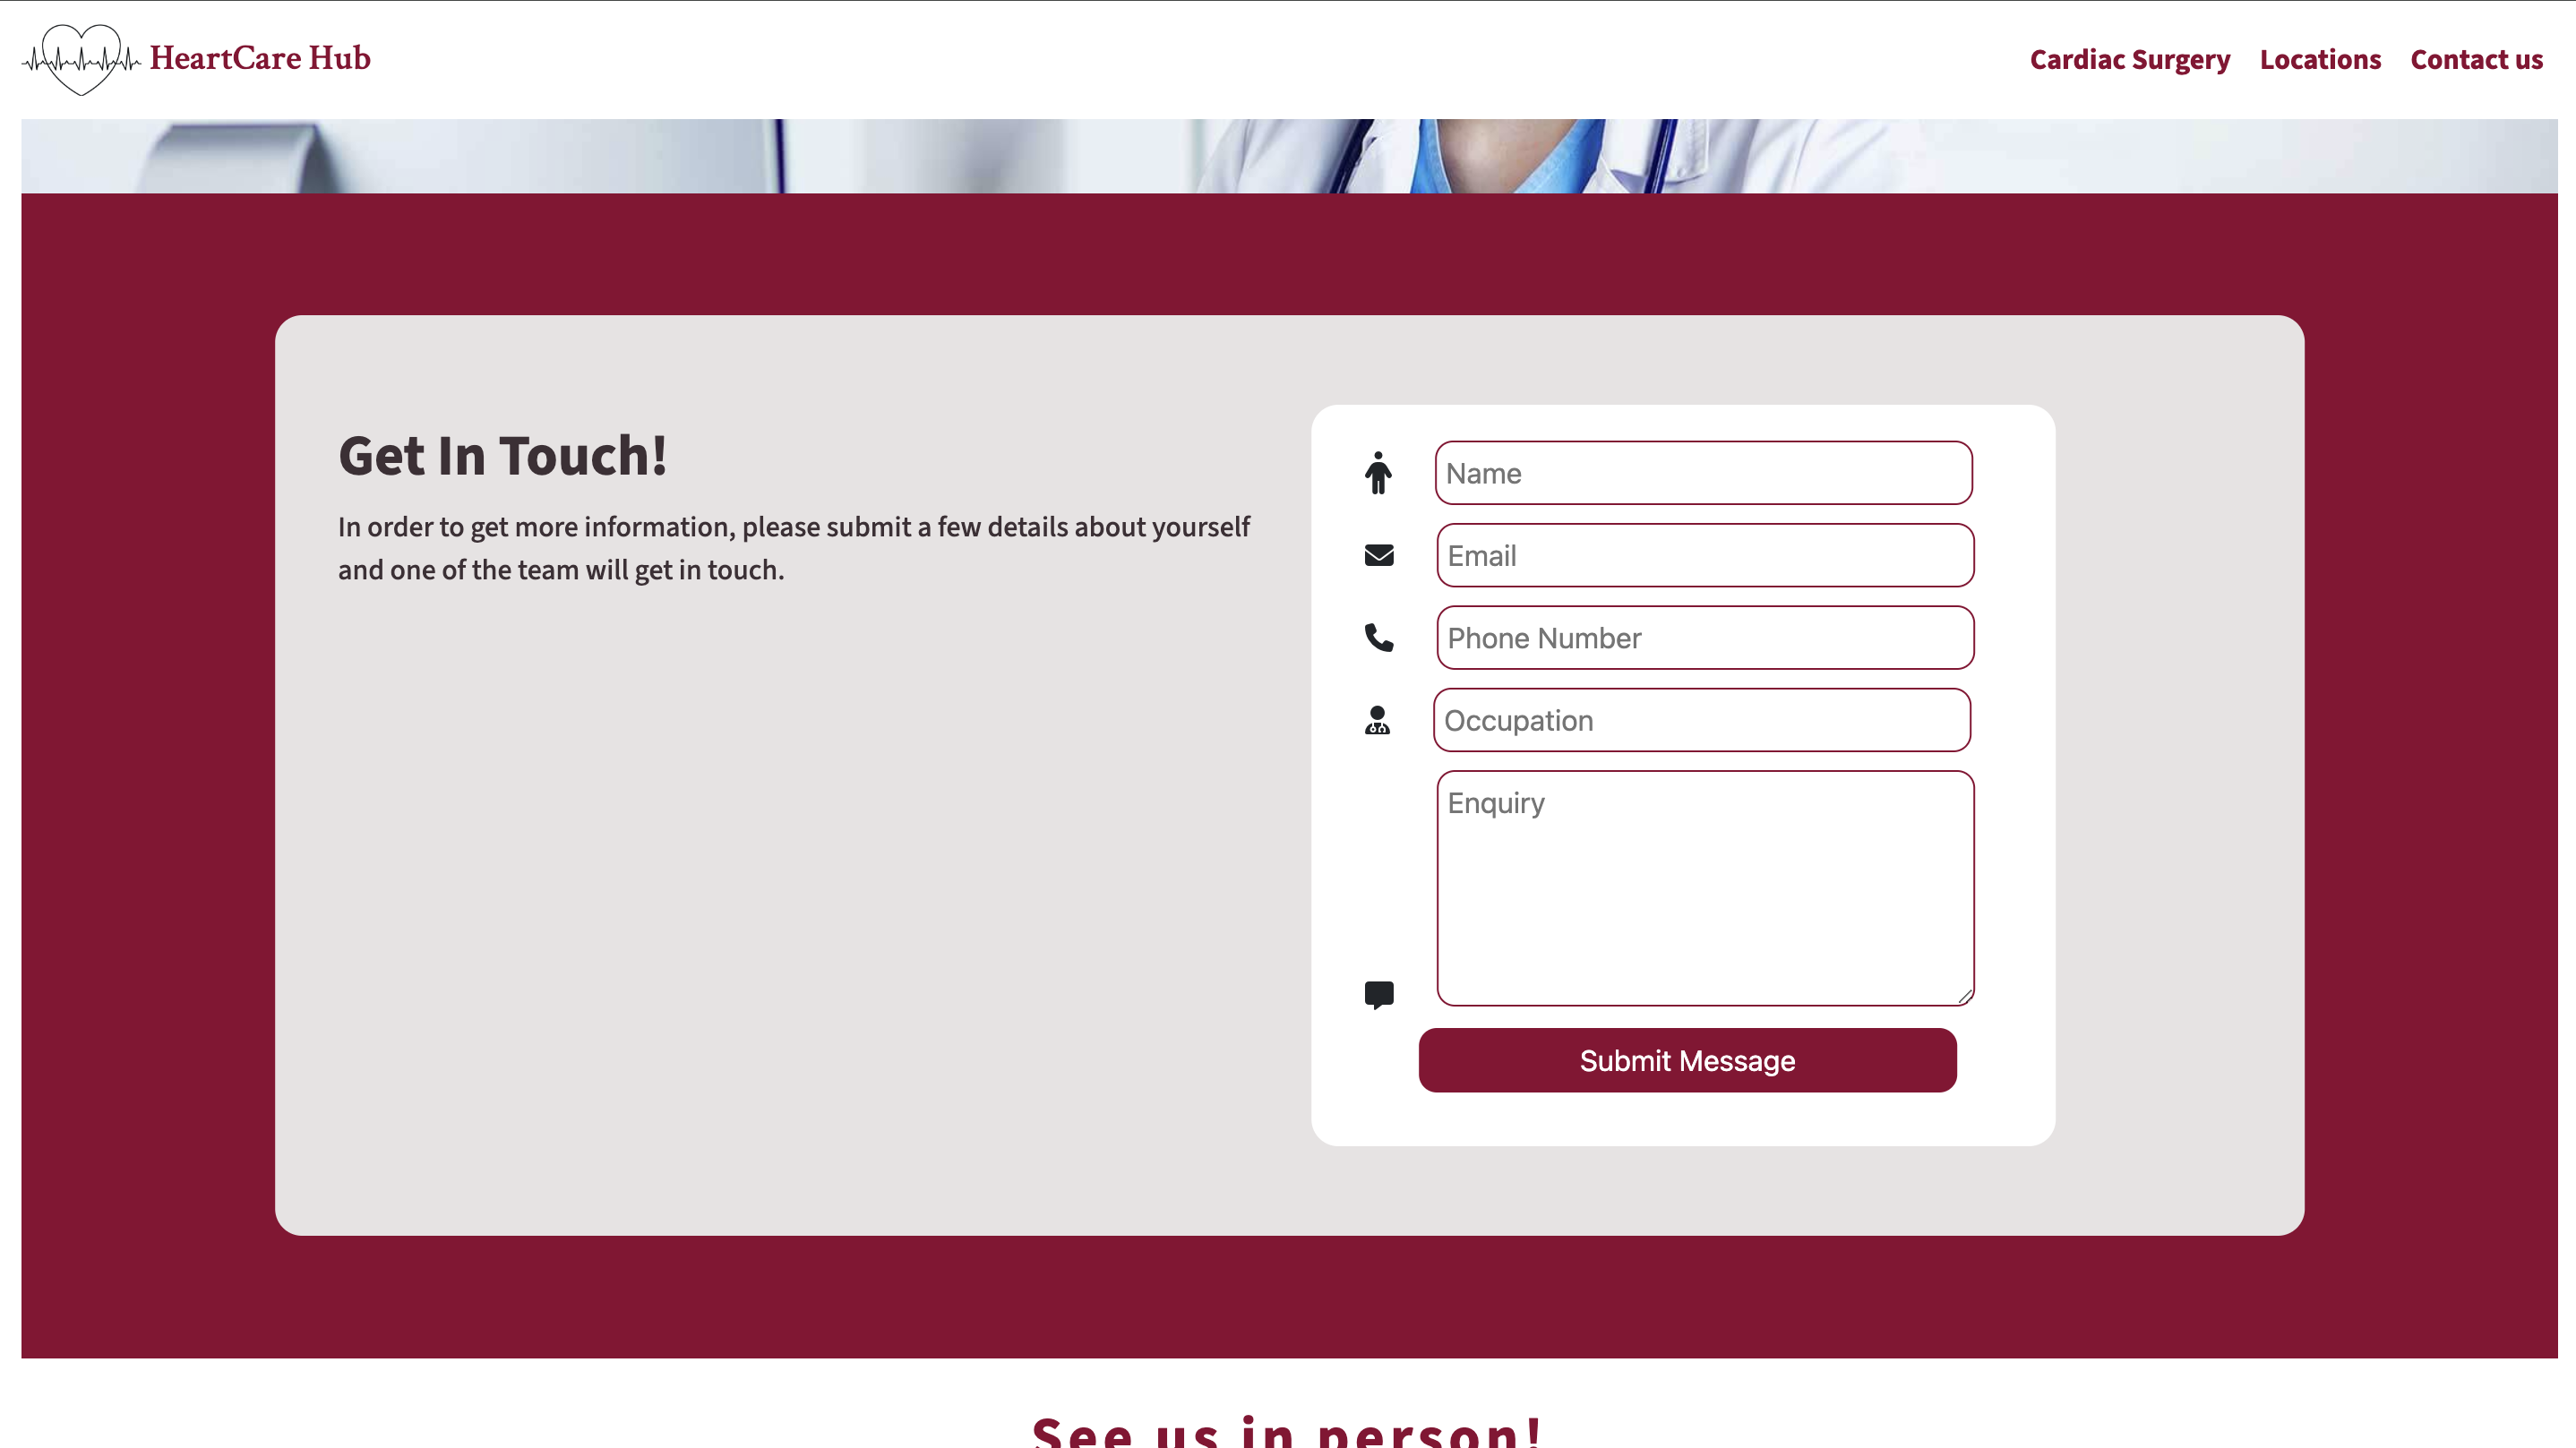 HeartCare Hub
Cardiac Surgery Locations Contact us
Get In Touch!
In order to get more information, please submit a few details about yourself
and one of the team will get in touch.
Name
Email
Phone Number
Occupation
Enquiry
Submit Message
See us in person!